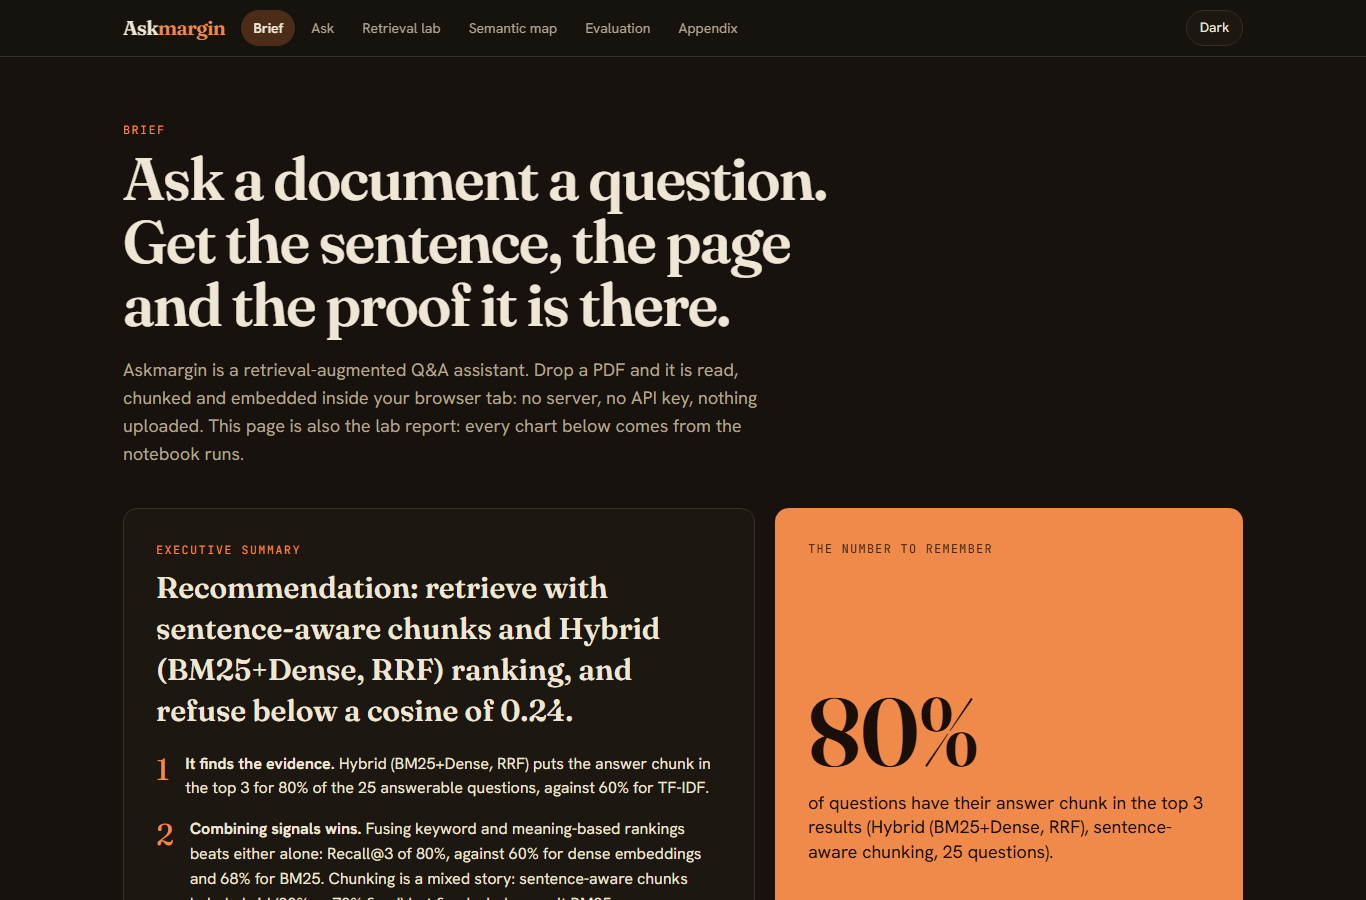 Askmargin
Brief
Ask
Retrieval lab
Semantic map
Evaluation
Appendix
Dark
BRIEF
Ask a document a question.
Get the sentence, the page
and the proof it is there.
Askmargin is a retrieval-augmented Q&A assistant. Drop a PDF and it is read,
chunked and embedded inside your browser tab: no server, no API key, nothing
uploaded. This page is also the lab report: every chart below comes from the
notebook runs.
EXECUTIVE SUMMARY
Recommendation: retrieve with
sentence-aware chunks and Hybrid
(BM25+Dense, RRF) ranking, and
refuse below a cosine of 0.24.
1 It finds the evidence. Hybrid (BM25+Dense, RRF) puts the answer chunk in
the top 3 for 80% of the 25 answerable questions, against 60% for TF-IDF.
2 Combining signals wins. Fusing keyword and meaning-based rankings
beats either alone: Recall@3 of 80%, against 60% for dense embeddings
and 68% for BM25. Chunking is a mixed story: sentence-aware chunks
THE NUMBER TO REMEMBER
80%
of questions have their answer chunk in the top 3
results (Hybrid (BM25+Dense, RRF), sentence-
aware chunking, 25 questions).